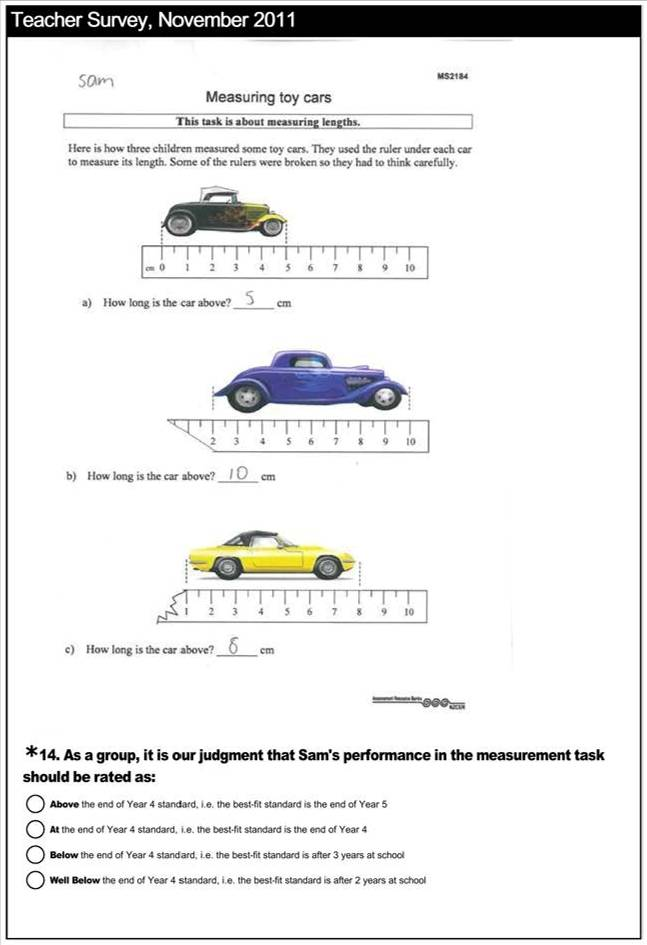 Teacher Survey, November 2011
sam
MS2184
Measuring toy cars
This task is about measuring lengths.
Here is how three children measured some toy cars. They used the ruler under each car
to measure its length. Some of the rulers were broken so they had to think carefully.
cm 0 1 2 3 4 5 6 7 8 9 10
a) How long is the car above? 5 cm
2 3 4 5 6 7 8 9 10
b) How long is the car above? 10 cm
1 2 3 4 5 6 7 8 9 10
c) How long is the car above? 8 cm
NZCER
*14. As a group, it is our judgment that Sam's performance in the measurement task
should be rated as:
Above the end of Year 4 standard, i.e. the best-fit standard is the end of Year 5
At the end of Year 4 standard, i.e. the best-fit standard is the end of Year 4
Below the end of Year 4 standard, i.e. the best-fit standard is after 3 years at school
Well Below the end of Year 4 standard, i.e. the best-fit standard is after 2 years at school